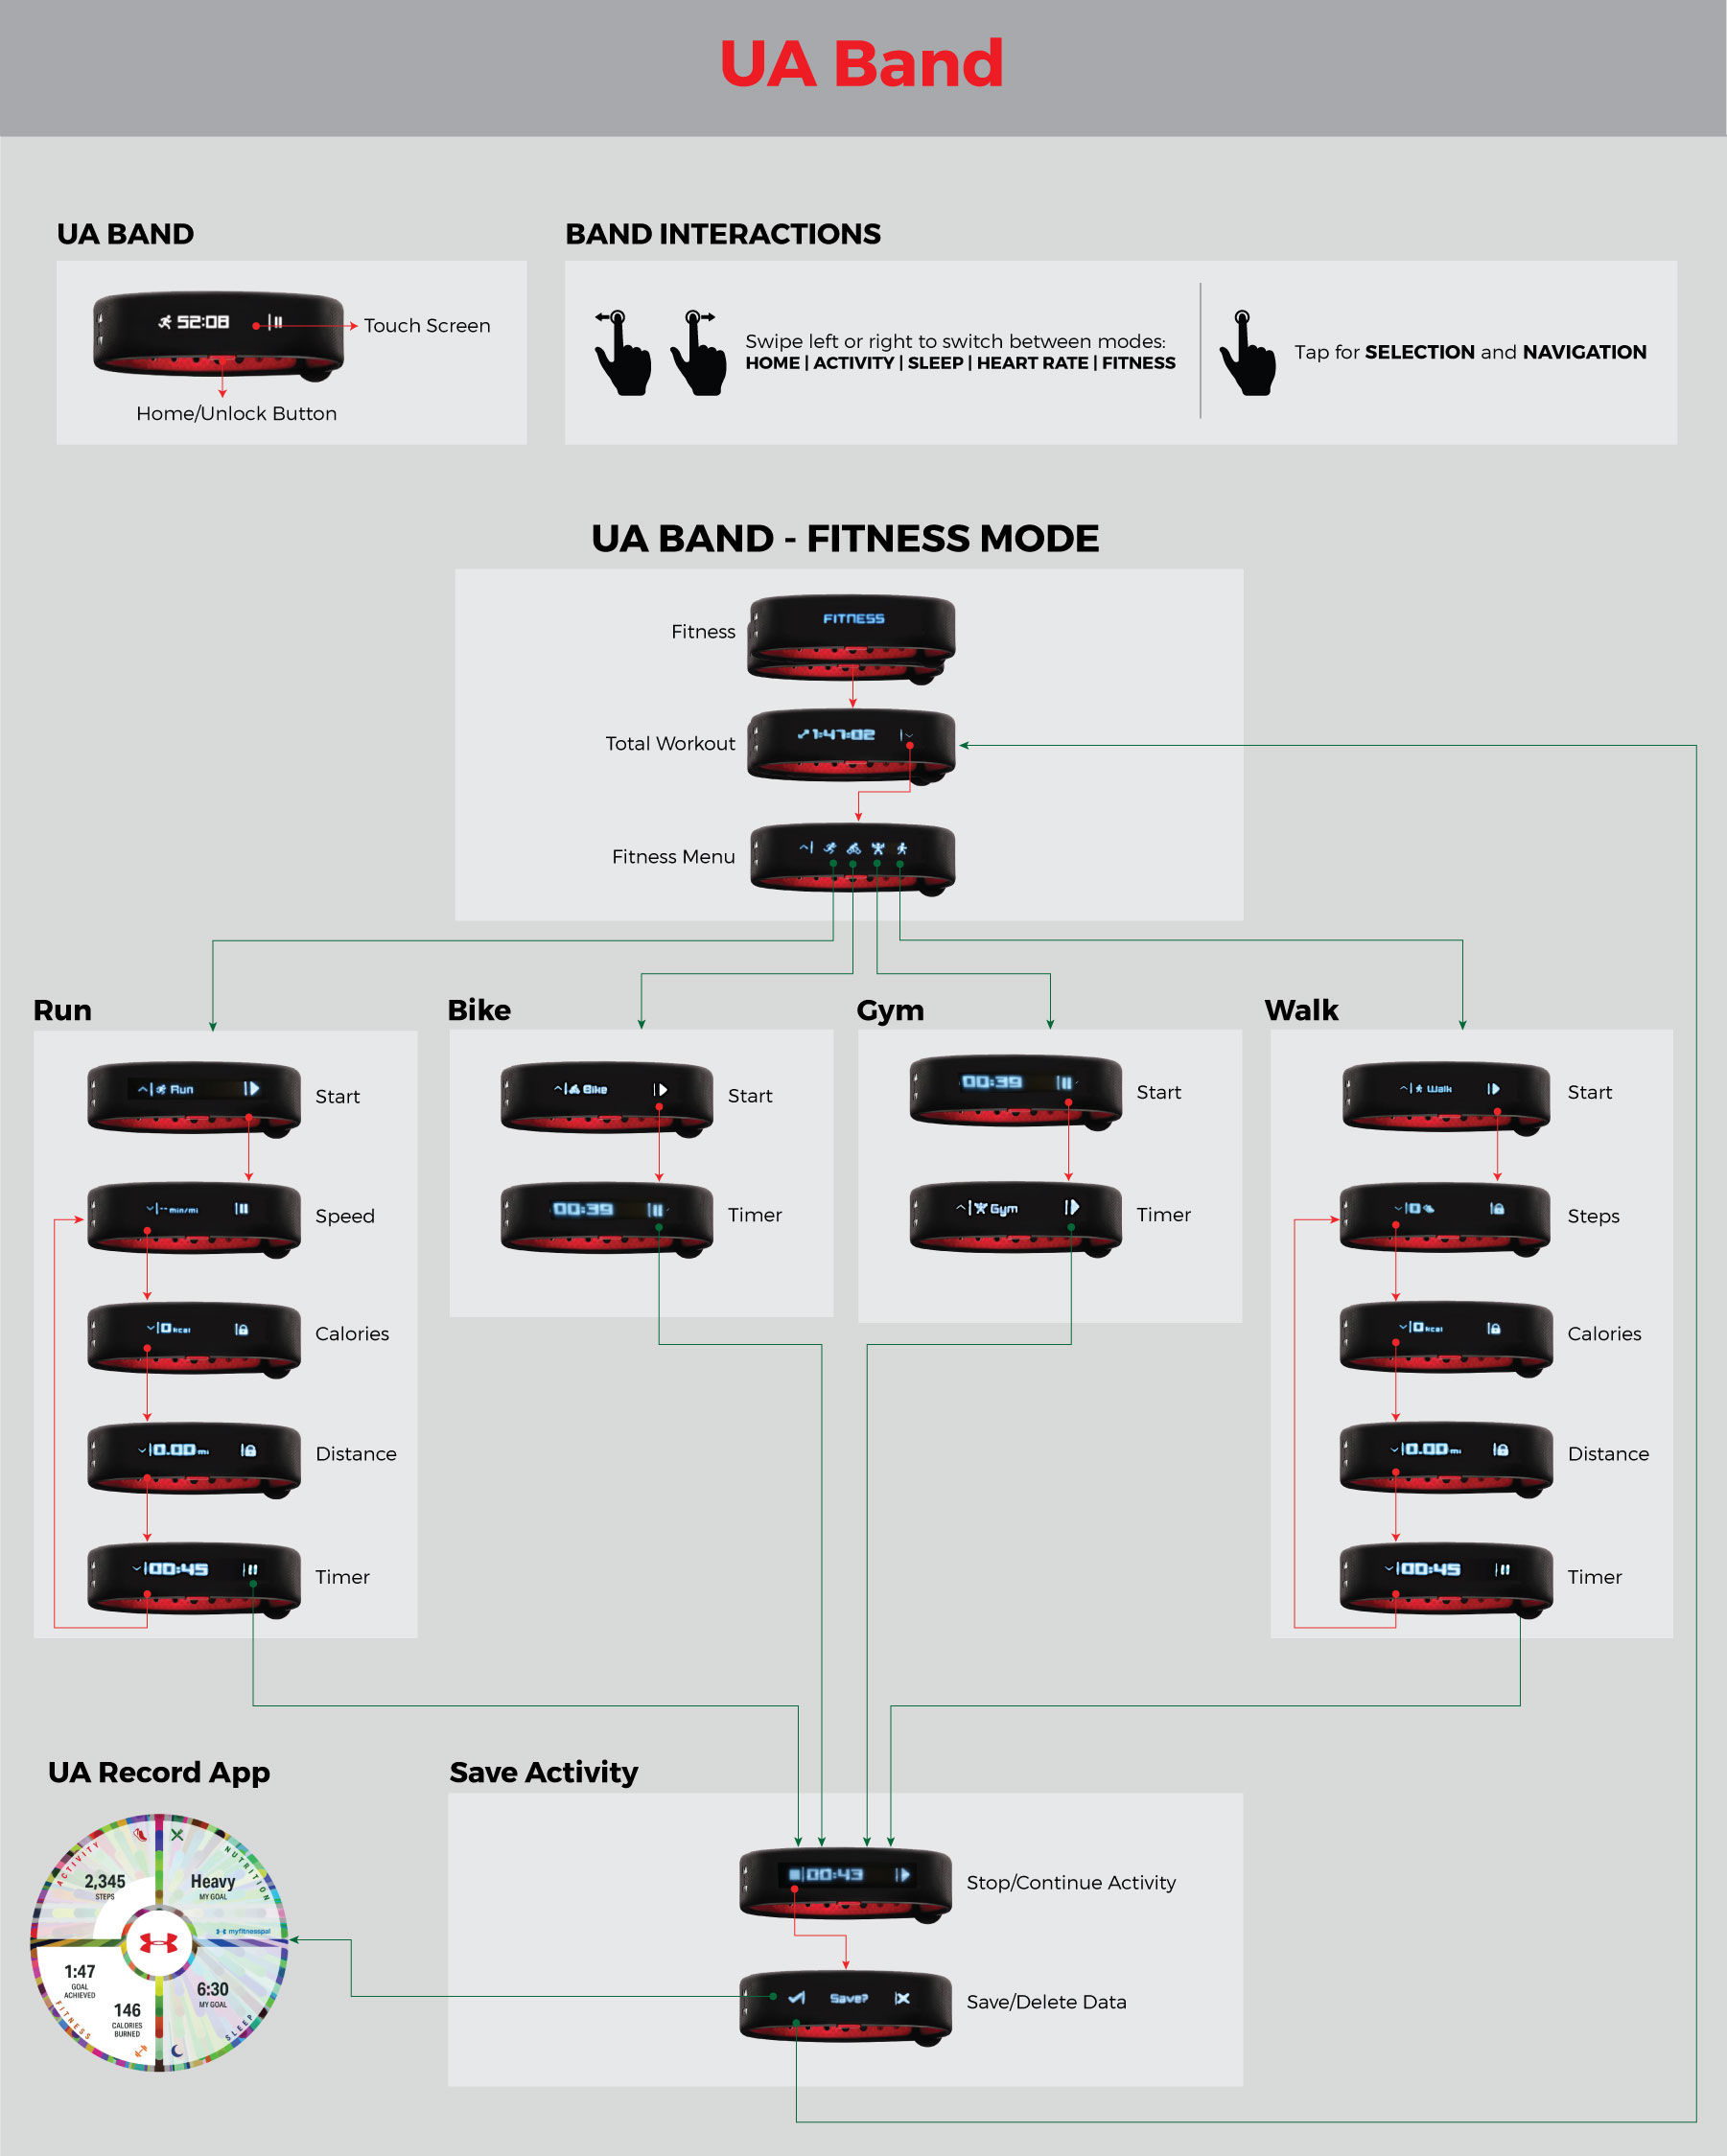 UA Band
UA BAND
52:08
Touch Screen
Home/Unlock Button
BAND INTERACTIONS
Swipe left or right to switch between modes:
HOME | ACTIVITY | SLEEP | HEART RATE | FITNESS
Tap for SELECTION and NAVIGATION
UA BAND - FITNESS MODE
Fitness
FITNESS
Total Workout
1:47:02
Fitness Menu
Run
Run
Start
--min/mi
Speed
0 kcal
Calories
0.00 mi
Distance
00:45
Timer
Bike
Bike
Start
00:39
Timer
Gym
00:39
Start
Gym
Timer
Walk
Walk
Start
0
Steps
0 kcal
Calories
0.00 mi
Distance
00:45
Timer
UA Record App
ACTIVITY
2,345
STEPS
NUTRITION
Heavy
MY GOAL
myfitnesspal
1:47
GOAL
ACHIEVED
146
CALORIES
BURNED
FITNESS
6:30
MY GOAL
SLEEP
Save Activity
00:43
Stop/Continue Activity
Save?
Save/Delete Data